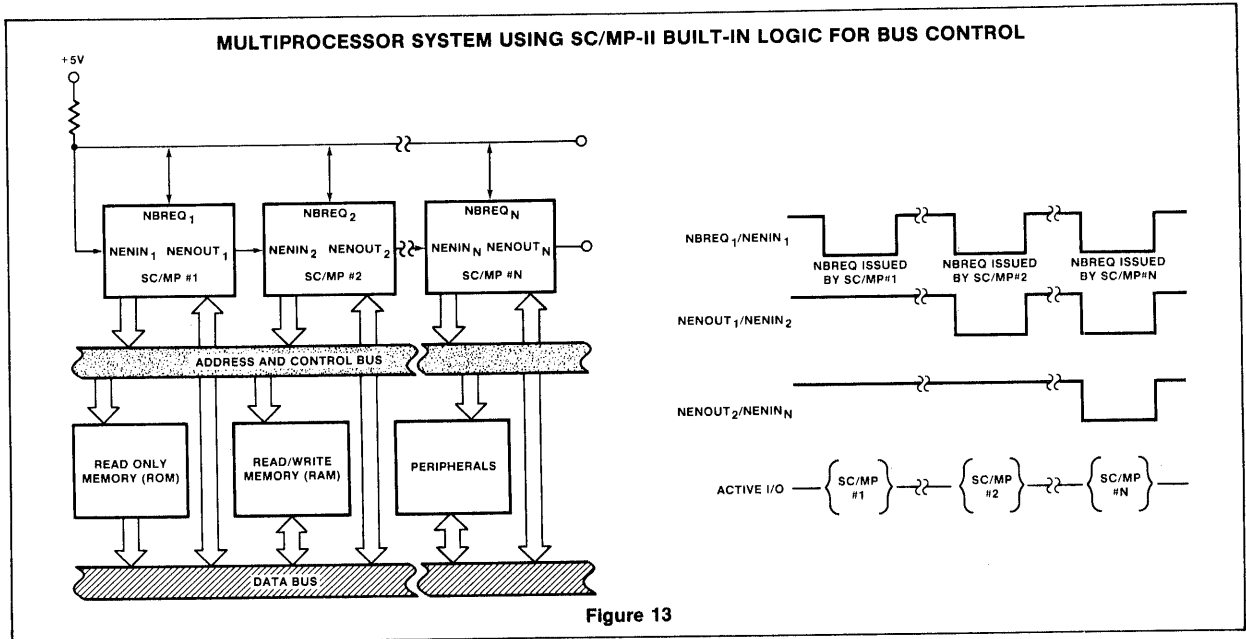 MULTIPROCESSOR SYSTEM USING SC/MP-II BUILT-IN LOGIC FOR BUS CONTROL
+5V
NBREQ1
NENIN1 NENOUT1
SC/MP #1
NBREQ2
NENIN2 NENOUT2
SC/MP #2
NBREQN
NENINN NENOUTN
SC/MP #N
ADDRESS AND CONTROL BUS
READ ONLY
MEMORY (ROM)
READ/WRITE
MEMORY (RAM)
PERIPHERALS
DATA BUS
NBREQ1/NENIN1
NBREQ ISSUED
BY SC/MP#1
NBREQ ISSUED
BY SC/MP#2
NBREQ ISSUED
BY SC/MP#N
NENOUT1/NENIN2
NENOUT2/NENINN
ACTIVE I/O
SC/MP
#1
SC/MP
#2
SC/MP
#N
Figure 13